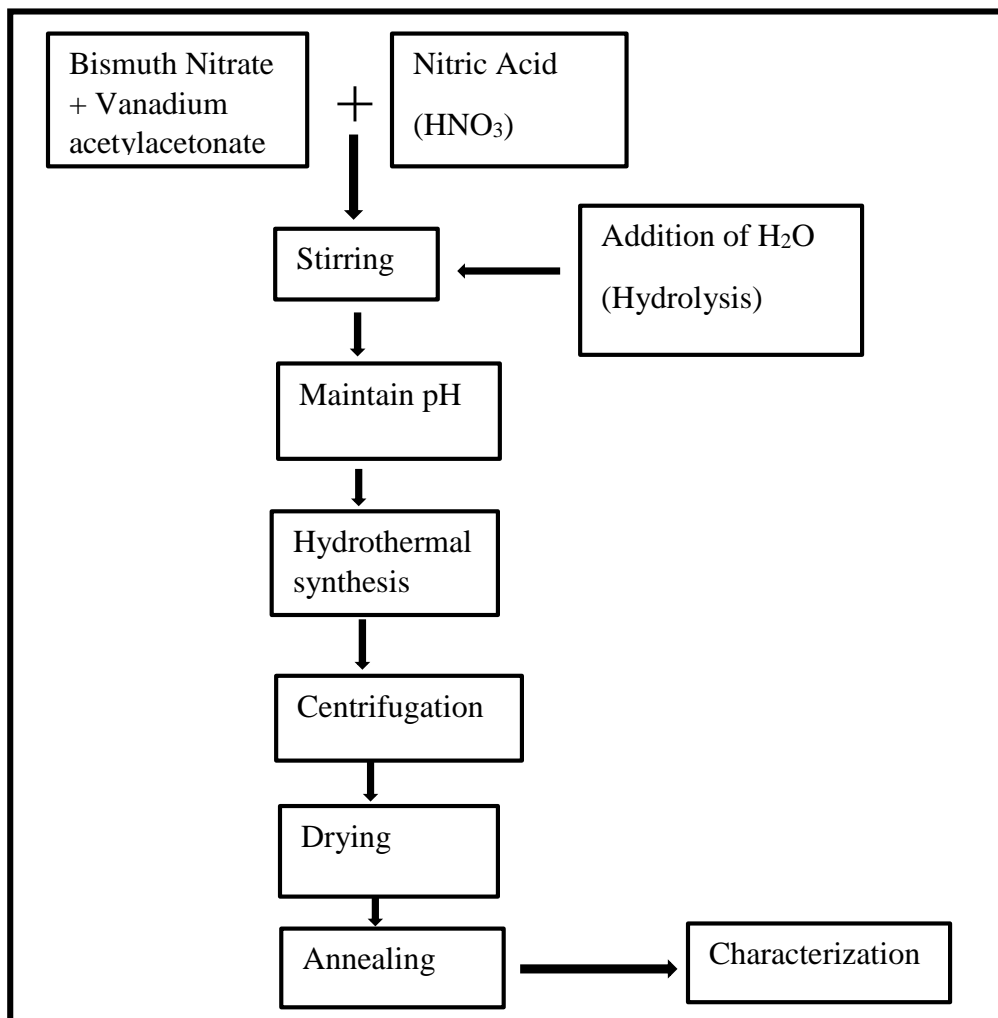 Bismuth Nitrate
+ Vanadium
acetylacetonate
+
Nitric Acid
(HNO₃)
Stirring
Addition of H₂O
(Hydrolysis)
Maintain pH
Hydrothermal
synthesis
Centrifugation
Drying
Annealing
Characterization